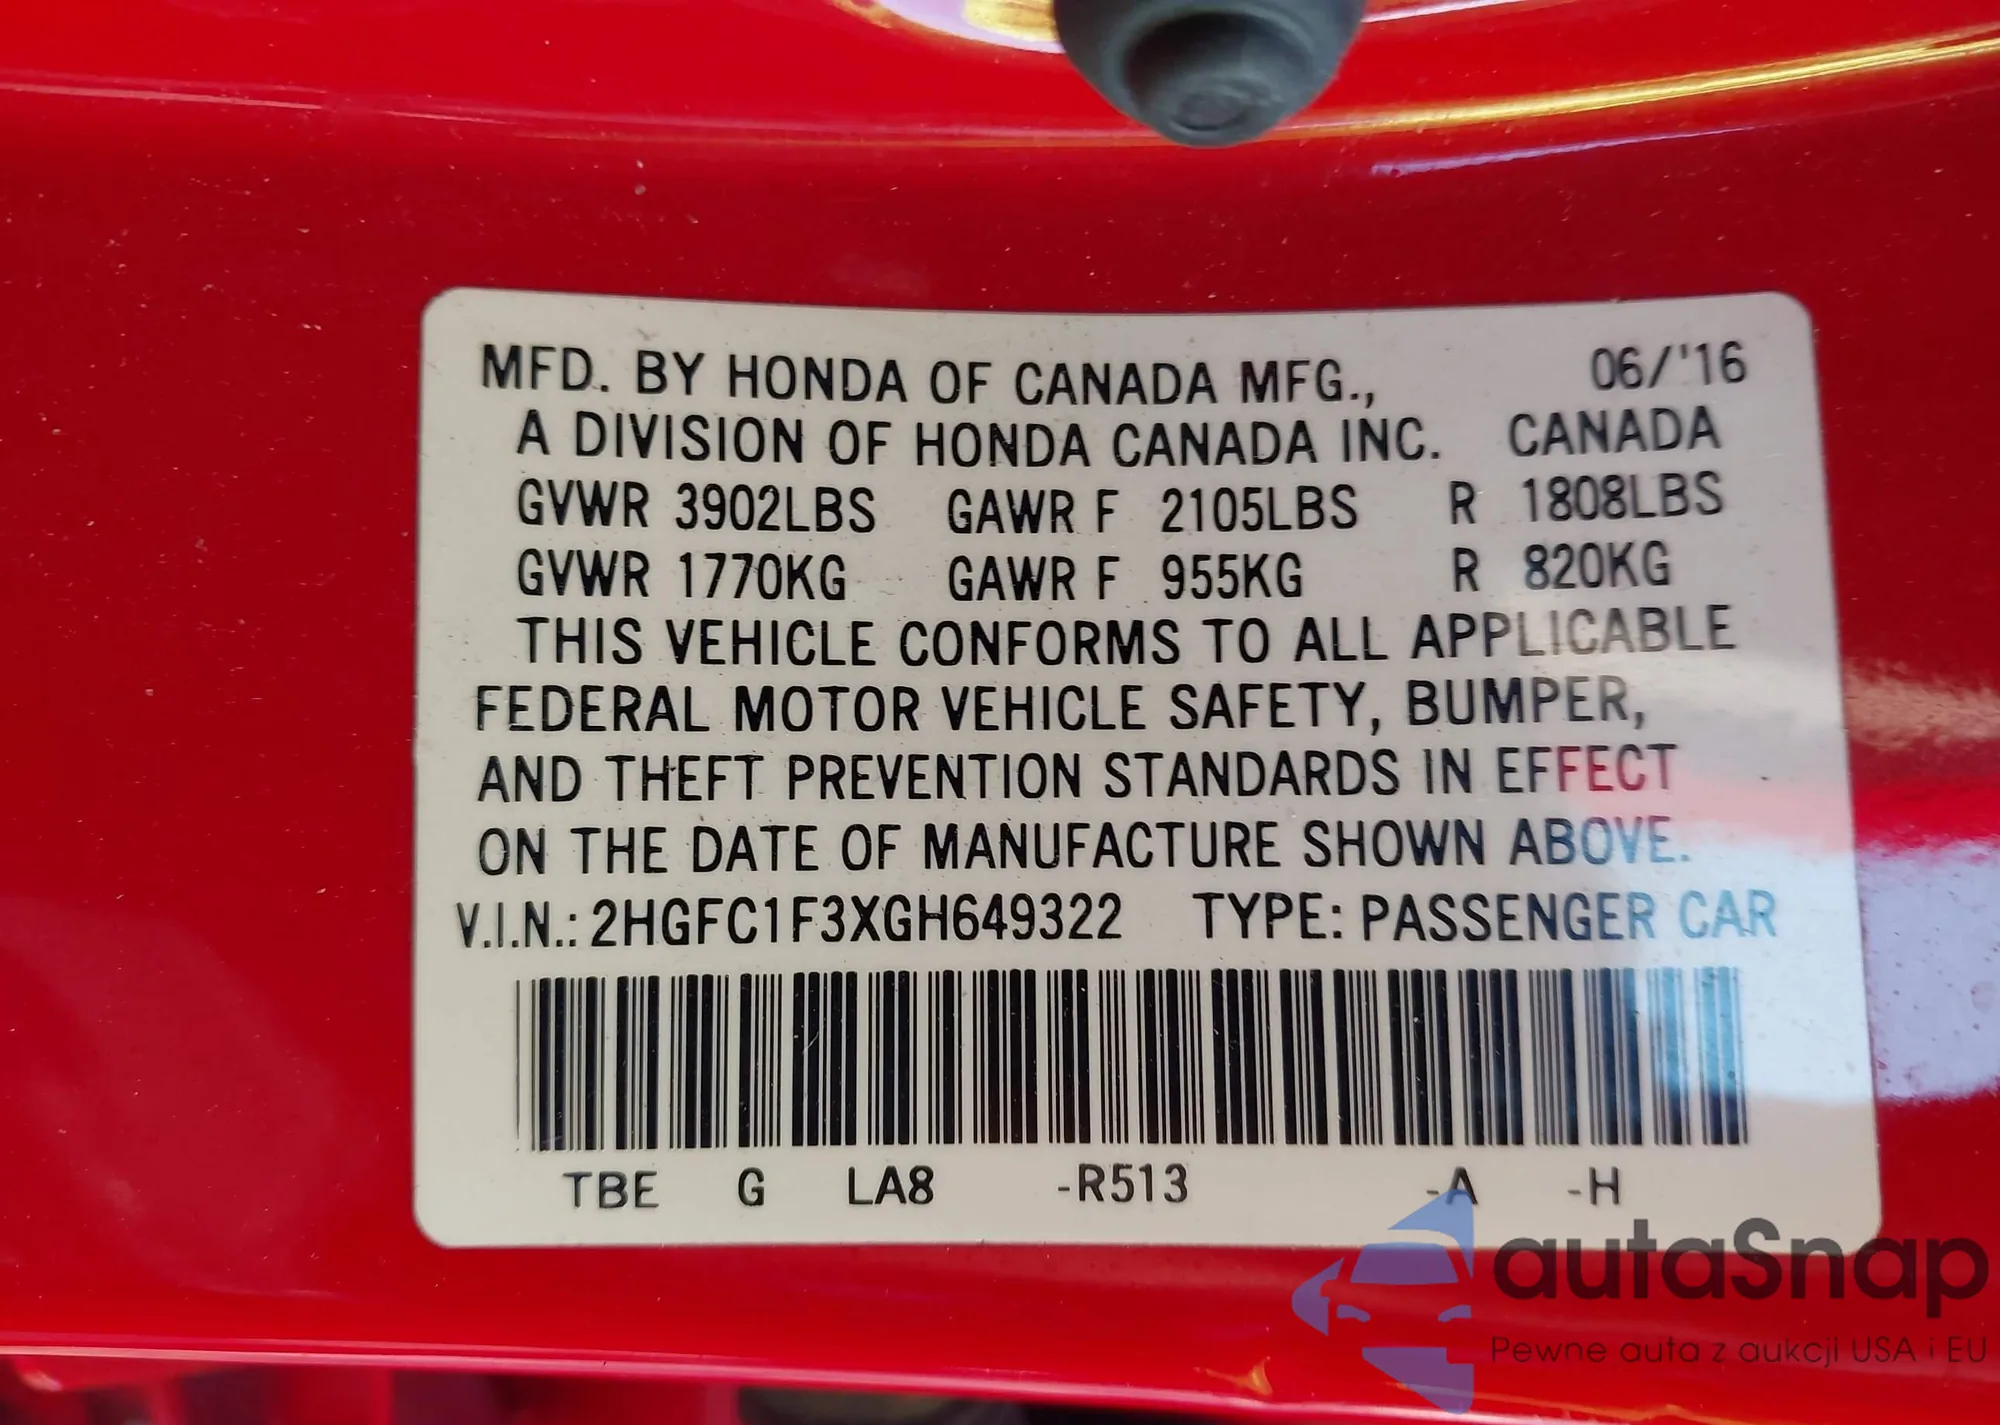 MFD. BY HONDA OF CANADA MFG., 06/'16
A DIVISION OF HONDA CANADA INC. CANADA
GVWR 3902LBS GAWR F 2105LBS R 1808LBS
GVWR 1770KG GAWR F 955KG R 820KG
THIS VEHICLE CONFORMS TO ALL APPLICABLE
FEDERAL MOTOR VEHICLE SAFETY, BUMPER,
AND THEFT PREVENTION STANDARDS IN EFFECT
ON THE DATE OF MANUFACTURE SHOWN ABOVE.
V.I.N.: 2HGFC1F3XGH649322 TYPE: PASSENGER CAR
TBE G LA8 -R513 -A -H
autaSnap
Pewne auta z aukcji USA i EU